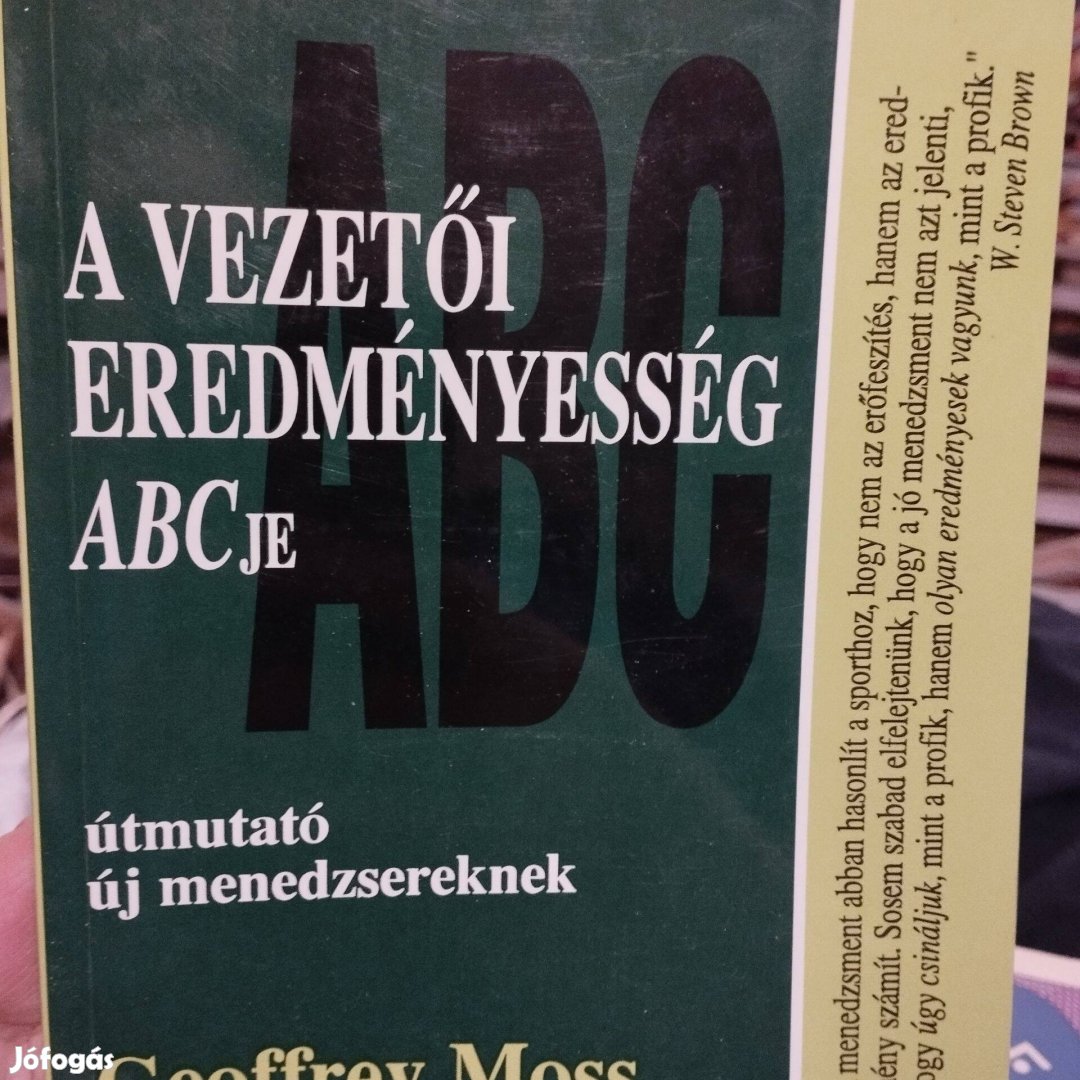 ABC
A VEZETŐI
EREDMÉNYESSÉG
ABCJE
útmutató
új menedzsereknek
Geoffrey Moss
menedzsment abban hasonlít a sporthoz, hogy nem az erőfeszítés, hanem az ered-
ény számít. Sosem szabad elfelejtenünk, hogy a jó menedzsment nem azt jelenti,
ogy úgy csináljuk, mint a profik, hanem olyan eredményesek vagyunk, mint a profik."
W. Steven Brown
Jófogás